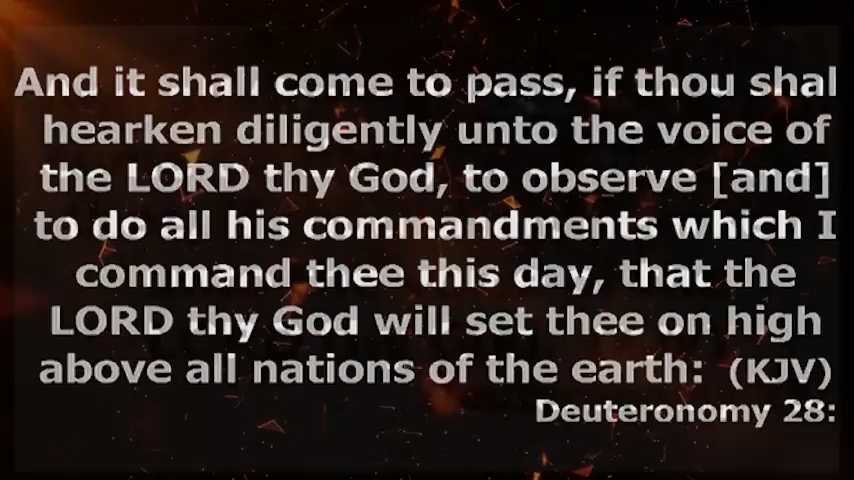 And it shall come to pass, if thou shal
hearken diligently unto the voice of
the LORD thy God, to observe [and]
to do all his commandments which I
command thee this day, that the
LORD thy God will set thee on high
above all nations of the earth: (KJV)
Deuteronomy 28: